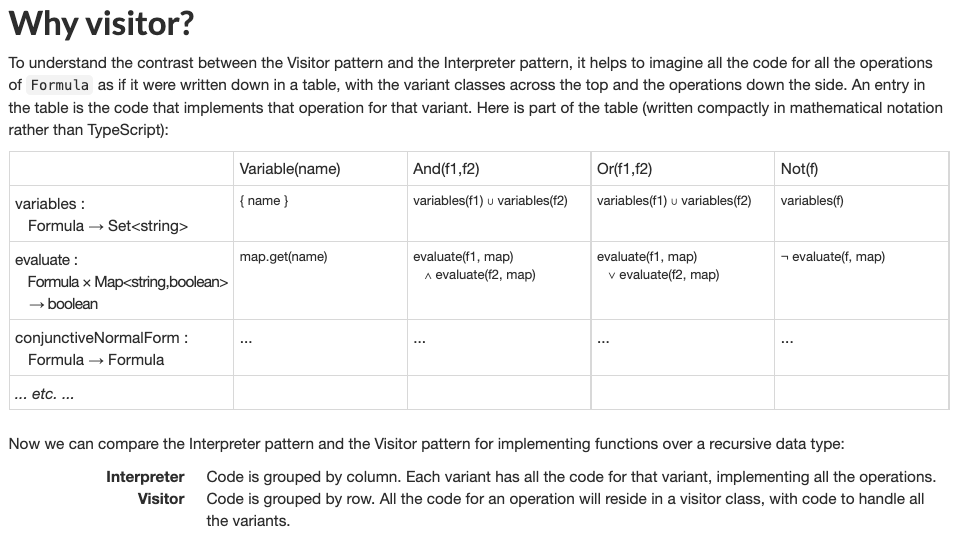 Why visitor?
To understand the contrast between the Visitor pattern and the Interpreter pattern, it helps to imagine all the code for all the operations
of Formula as if it were written down in a table, with the variant classes across the top and the operations down the side. An entry in
the table is the code that implements that operation for that variant. Here is part of the table (written compactly in mathematical notation
rather than TypeScript):
Variable(name) And(f1,f2) Or(f1,f2) Not(f)
variables :
Formula → Set<string>
{ name }
variables(f1) ∪ variables(f2)
variables(f1) ∪ variables(f2)
variables(f)
evaluate :
Formula × Map<string,boolean>
→ boolean
map.get(name)
evaluate(f1, map)
∧ evaluate(f2, map)
evaluate(f1, map)
∨ evaluate(f2, map)
¬ evaluate(f, map)
conjunctiveNormalForm :
Formula → Formula
...
...
...
...
... etc. ...
Now we can compare the Interpreter pattern and the Visitor pattern for implementing functions over a recursive data type:
Interpreter Code is grouped by column. Each variant has all the code for that variant, implementing all the operations.
Visitor Code is grouped by row. All the code for an operation will reside in a visitor class, with code to handle all
the variants.